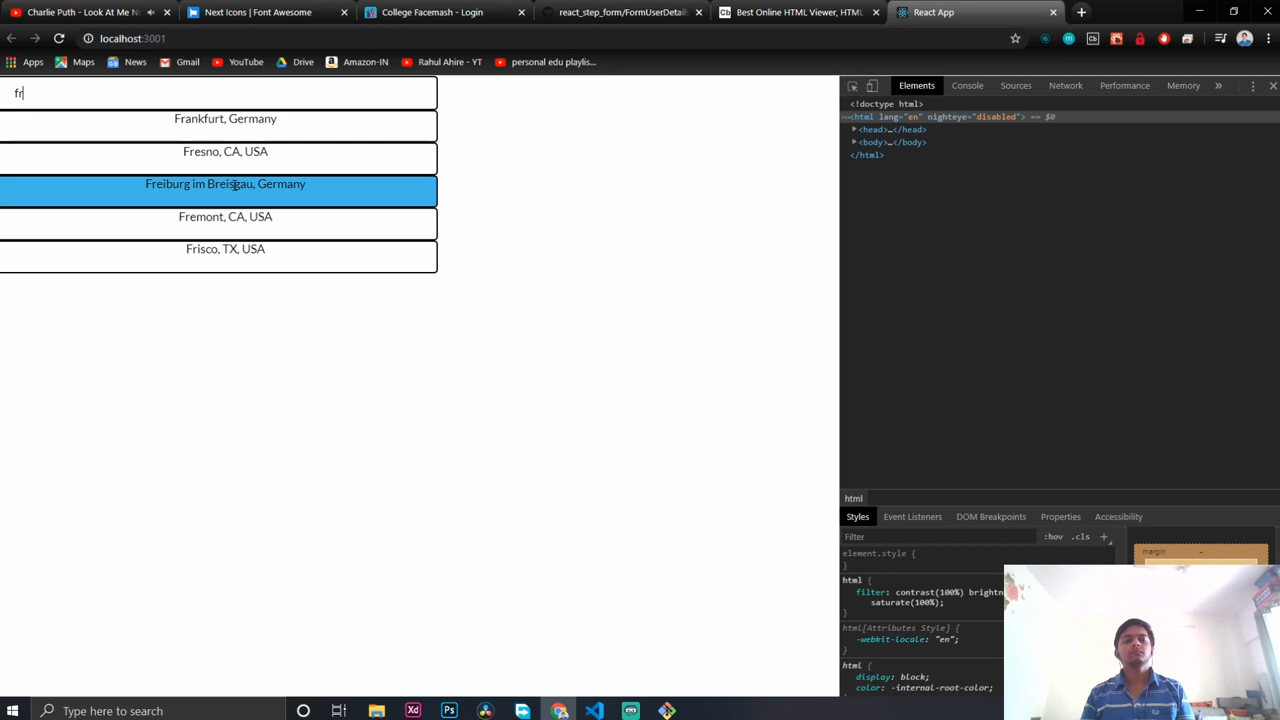 Charlie Puth - Look At Me N
Next Icons | Font Awesome
College Facemash - Login
react_step_form/FormUserDetails
Best Online HTML Viewer, HTML
React App
localhost:3001
Apps
Maps
News
Gmail
YouTube
Drive
Amazon-IN
Rahul Ahire - YT
personal edu playlis...
fr
Frankfurt, Germany
Fresno, CA, USA
Freiburg im Breisgau, Germany
Fremont, CA, USA
Frisco, TX, USA
Elements
Console
Sources
Network
Performance
Memory
»
<!doctype html>
…<html lang="en" nighteye="disabled"> == $0
<head>…</head>
<body>…</body>
</html>
html
Styles
Event Listeners
DOM Breakpoints
Properties
Accessibility
Filter
:hov .cls +
element.style {
}
html {
filter: contrast(100%) brightn
saturate(100%);
}
html[Attributes Style] {
-webkit-locale: "en";
}
html {
display: block;
color: -internal-root-color;
margin
-
Type here to search